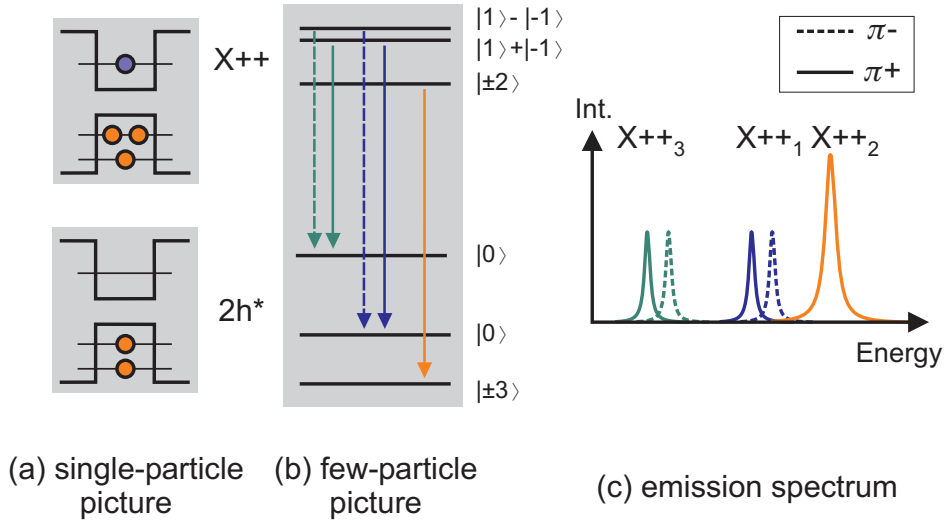 X++
2h*
|1⟩-|-1⟩
|1⟩+|-1⟩
|±2⟩
|0⟩
|0⟩
|±3⟩
π-
π+
Int.
X++₃
X++₁
X++₂
Energy
(a) single-particle
picture
(b) few-particle
picture
(c) emission spectrum